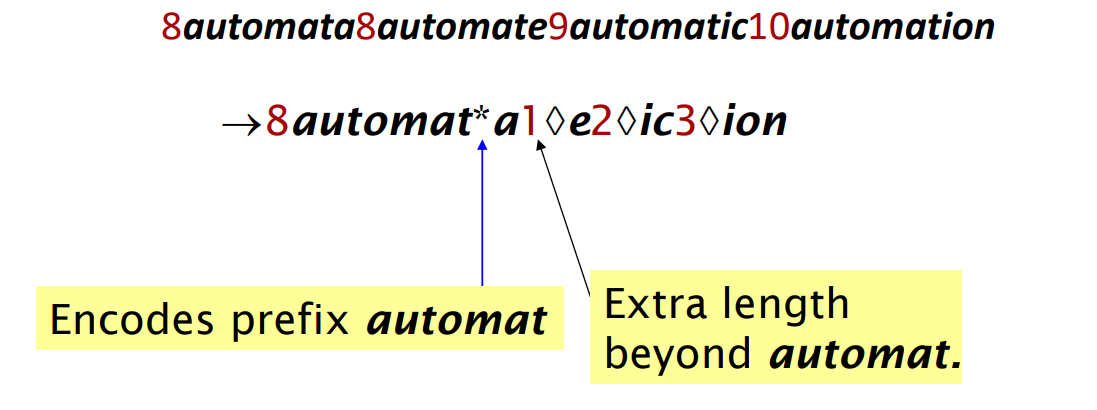 8automata8automate9automatic10automation
→8automat*a1◊e2◊ic3◊ion
Encodes prefix automat
Extra length
beyond automat.